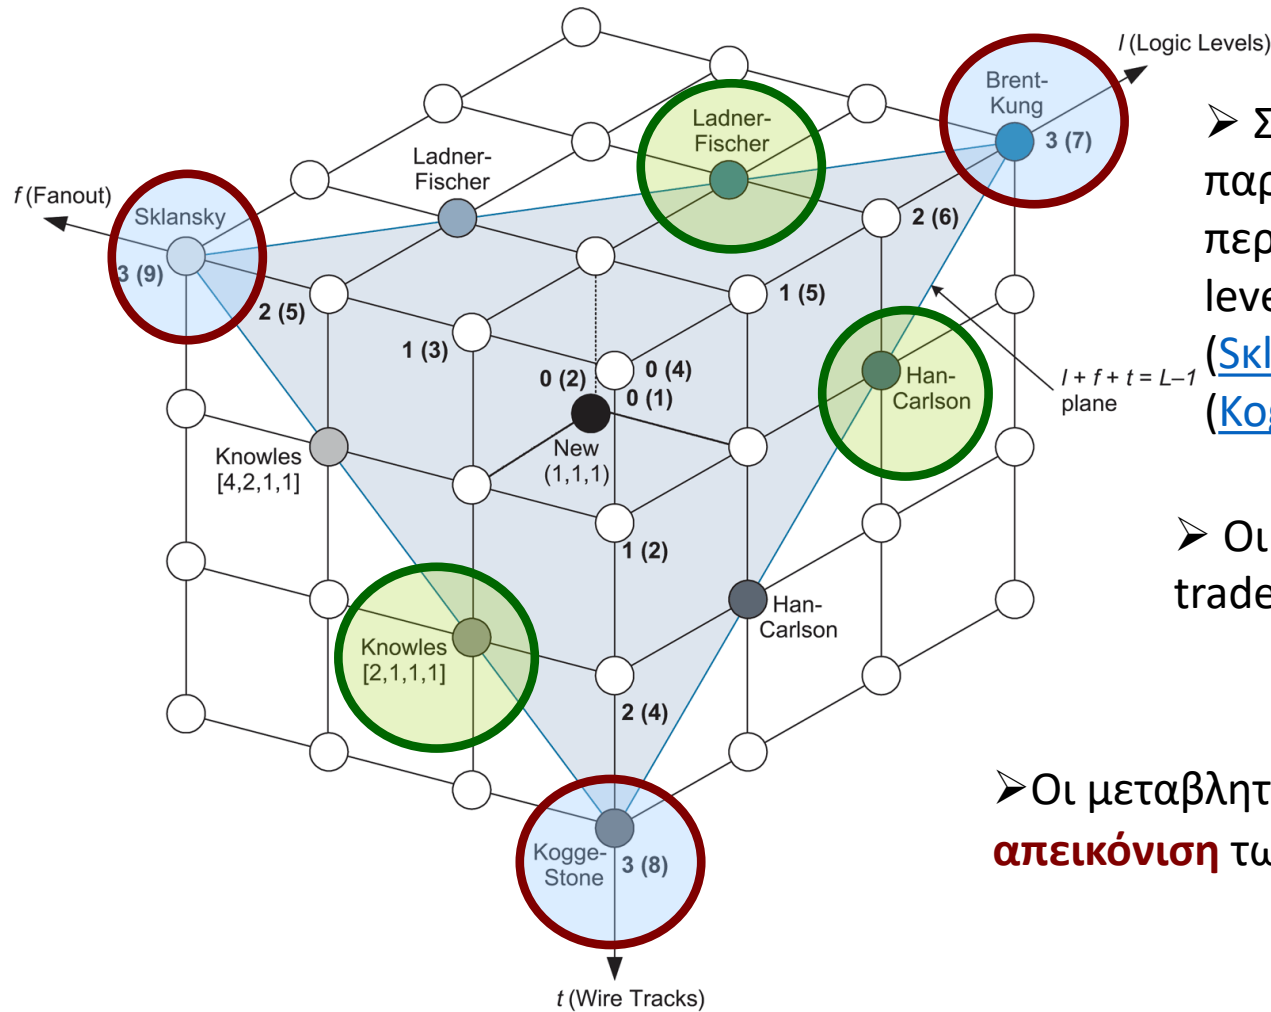 l (Logic Levels)
Brent-
Kung
3 (7)
Ladner-
Fischer
Ladner-
Fischer
f (Fanout)
Sklansky
3 (9)
2 (6)
2 (5)
1 (5)
1 (3)
0 (4)
0 (2)
0 (1)
l + f + t = L–1
plane
Han-
Carlson
New
(1,1,1)
Knowles
[4,2,1,1]
1 (2)
Han-
Carlson
Knowles
[2,1,1,1]
2 (4)
Kogge-
Stone
3 (8)
t (Wire Tracks)
➢ Σ
παρ
περ
leve
(Skl
(Kog
➢ Οι
trade
➢Οι μεταβλητ
απεικόνιση τω